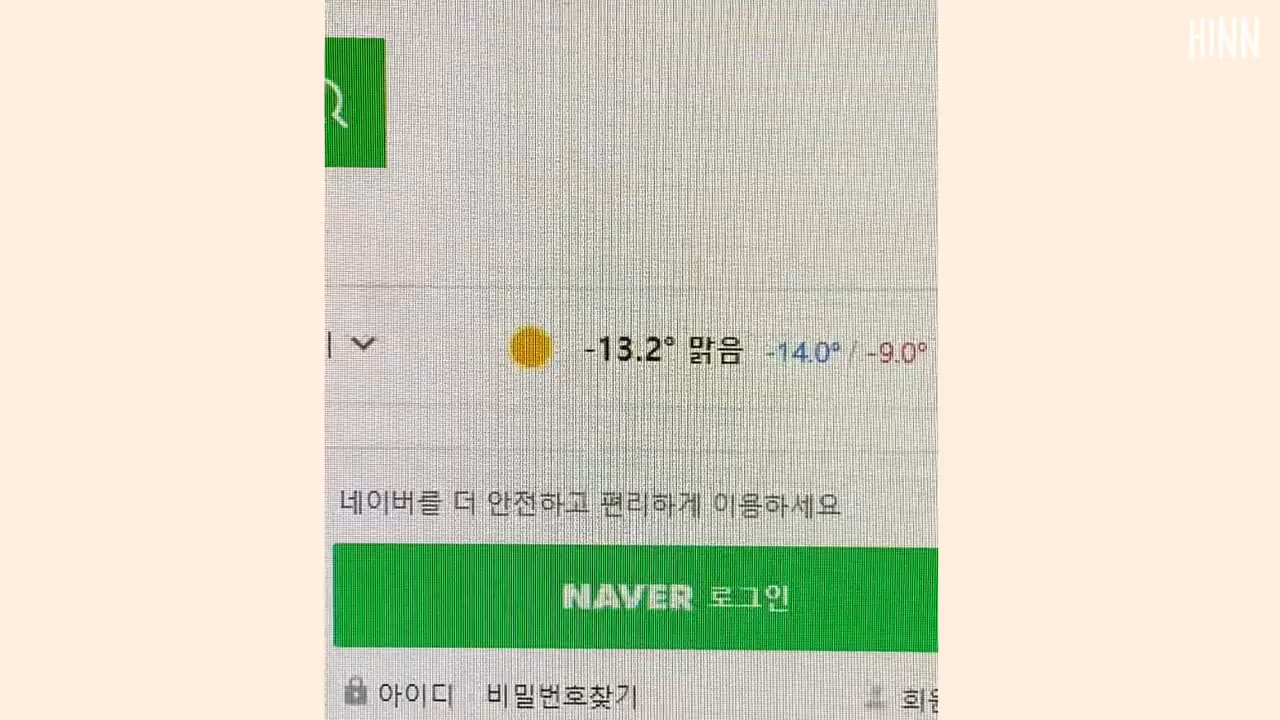 HINN
-13.2° 맑음 -14.0° / -9.0°
네이버를 더 안전하고 편리하게 이용하세요
NAVER 로그인
아이디 비밀번호찾기